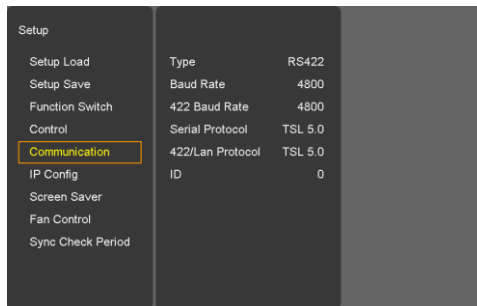 Setup
Setup Load
Setup Save
Function Switch
Control
Communication
IP Config
Screen Saver
Fan Control
Sync Check Period
Type RS422
Baud Rate 4800
422 Baud Rate 4800
Serial Protocol TSL 5.0
422/Lan Protocol TSL 5.0
ID 0